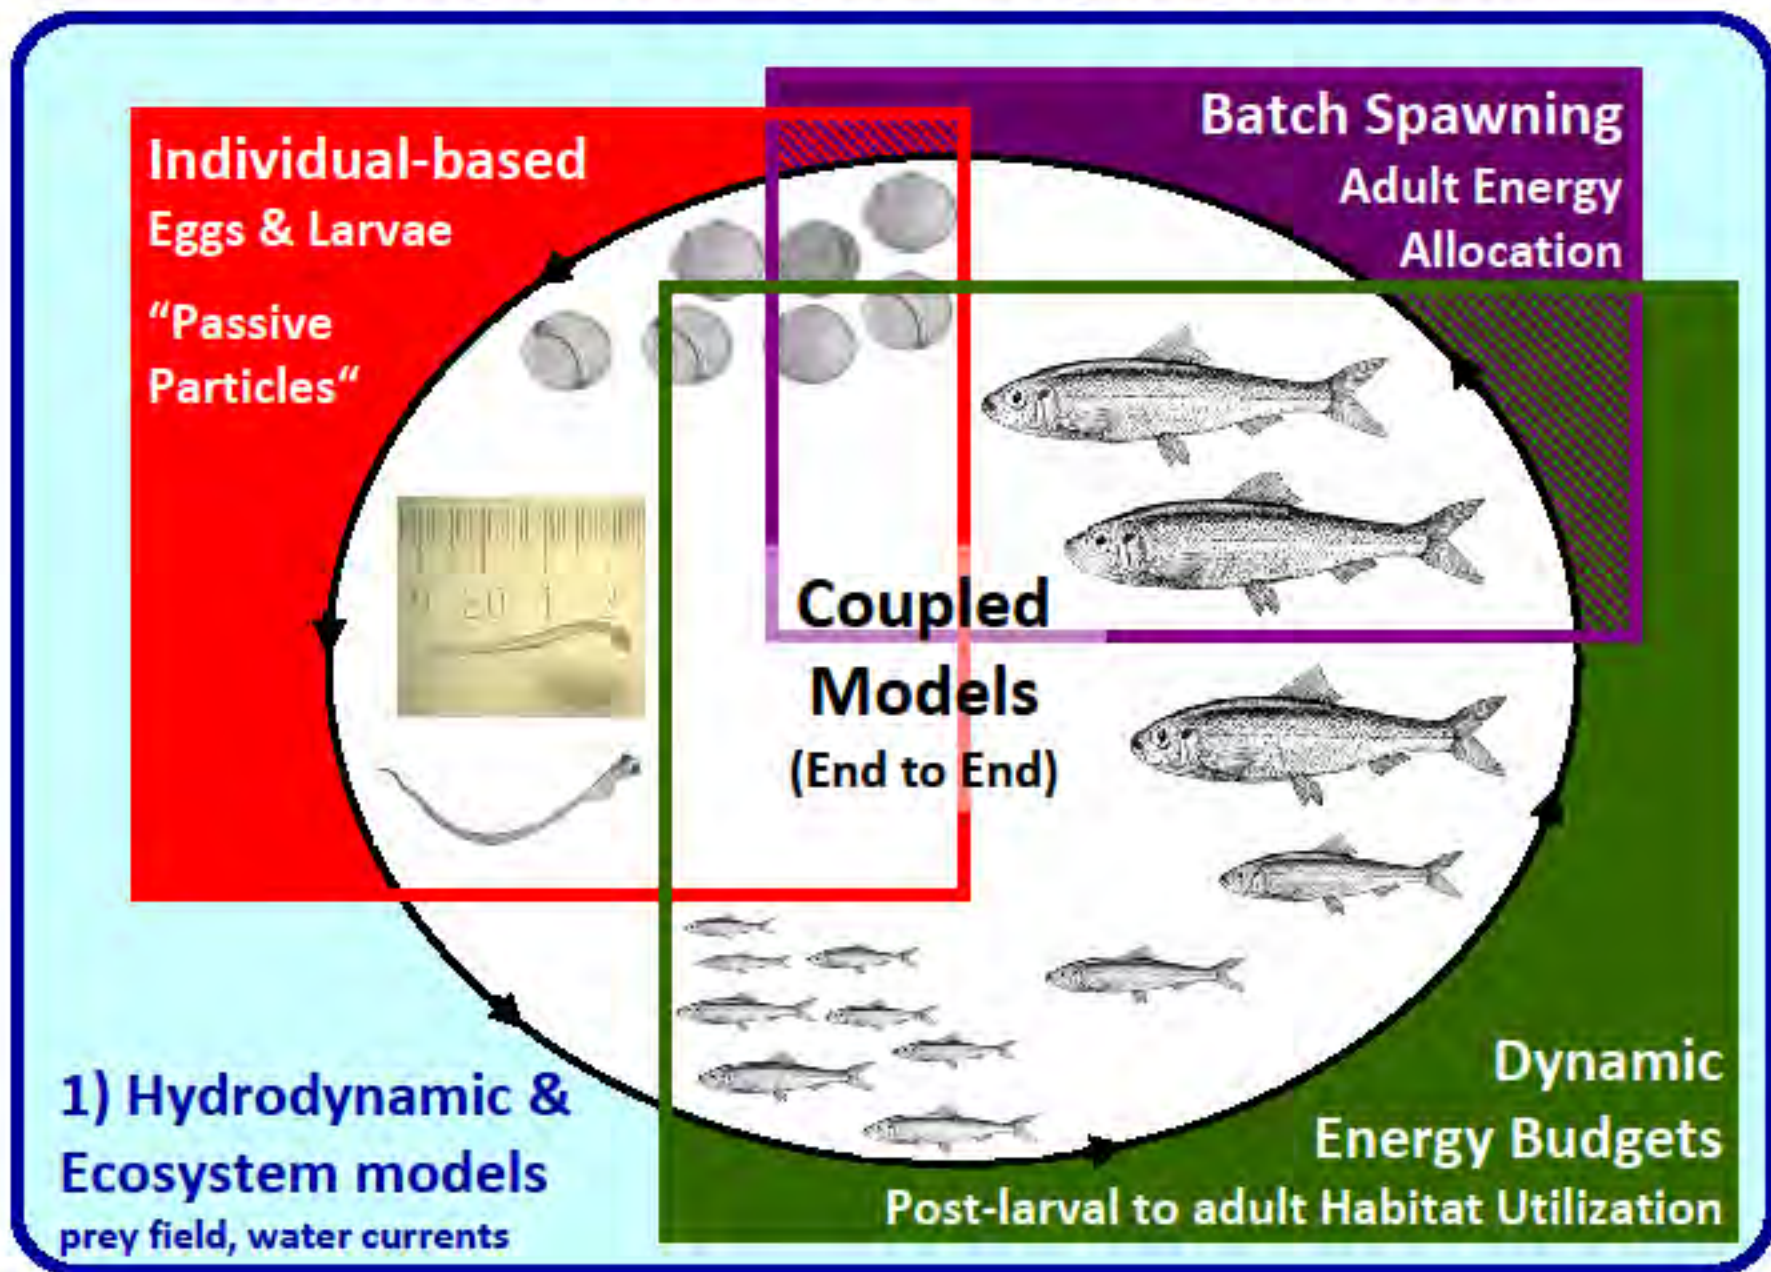 Individual-based
Eggs & Larvae
“Passive
Particles“
Batch Spawning
Adult Energy
Allocation
Coupled
Models
(End to End)
1) Hydrodynamic &
Ecosystem models
prey field, water currents
Dynamic
Energy Budgets
Post-larval to adult Habitat Utilization